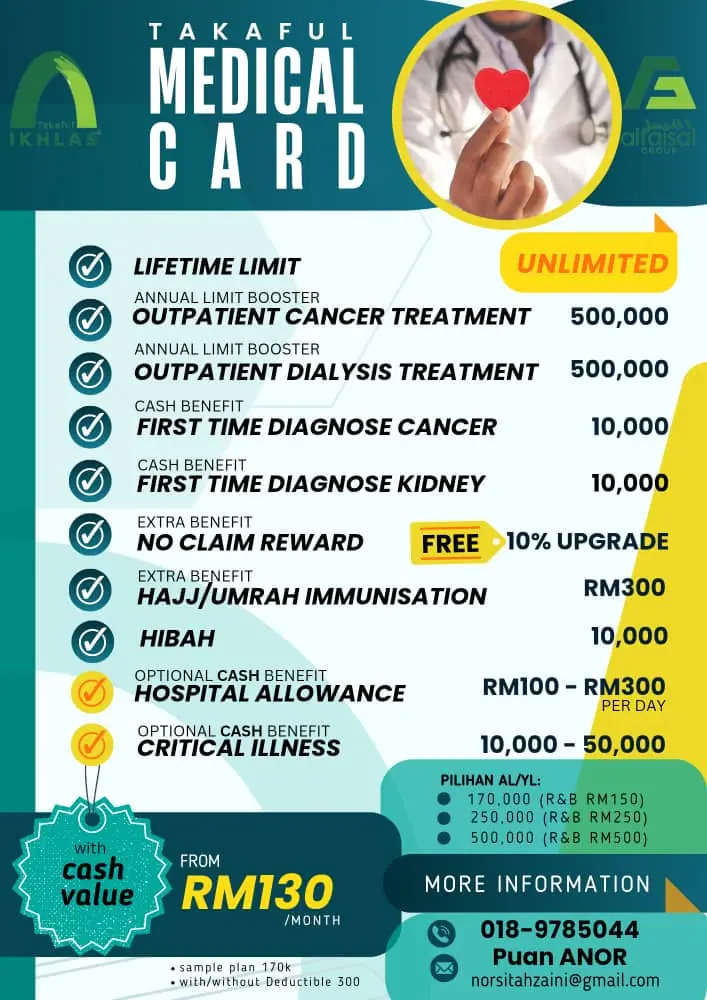 TAKAFUL
MEDICAL
CARD
Takaful
IKHLAS
alfaisal
GROUP
LIFETIME LIMIT UNLIMITED
ANNUAL LIMIT BOOSTER
OUTPATIENT CANCER TREATMENT 500,000
ANNUAL LIMIT BOOSTER
OUTPATIENT DIALYSIS TREATMENT 500,000
CASH BENEFIT
FIRST TIME DIAGNOSE CANCER 10,000
CASH BENEFIT
FIRST TIME DIAGNOSE KIDNEY 10,000
EXTRA BENEFIT
NO CLAIM REWARD FREE 10% UPGRADE
EXTRA BENEFIT
HAJJ/UMRAH IMMUNISATION RM300
HIBAH 10,000
OPTIONAL CASH BENEFIT
HOSPITAL ALLOWANCE RM100 - RM300
PER DAY
OPTIONAL CASH BENEFIT
CRITICAL ILLNESS 10,000 - 50,000
PILIHAN AL/YL:
170,000 (R&B RM150)
250,000 (R&B RM250)
500,000 (R&B RM500)
with
cash
value
FROM
RM130
/MONTH
• sample plan 170k
• with/without Deductible 300
MORE INFORMATION
018-9785044
Puan ANOR
norsitahzaini@gmail.com